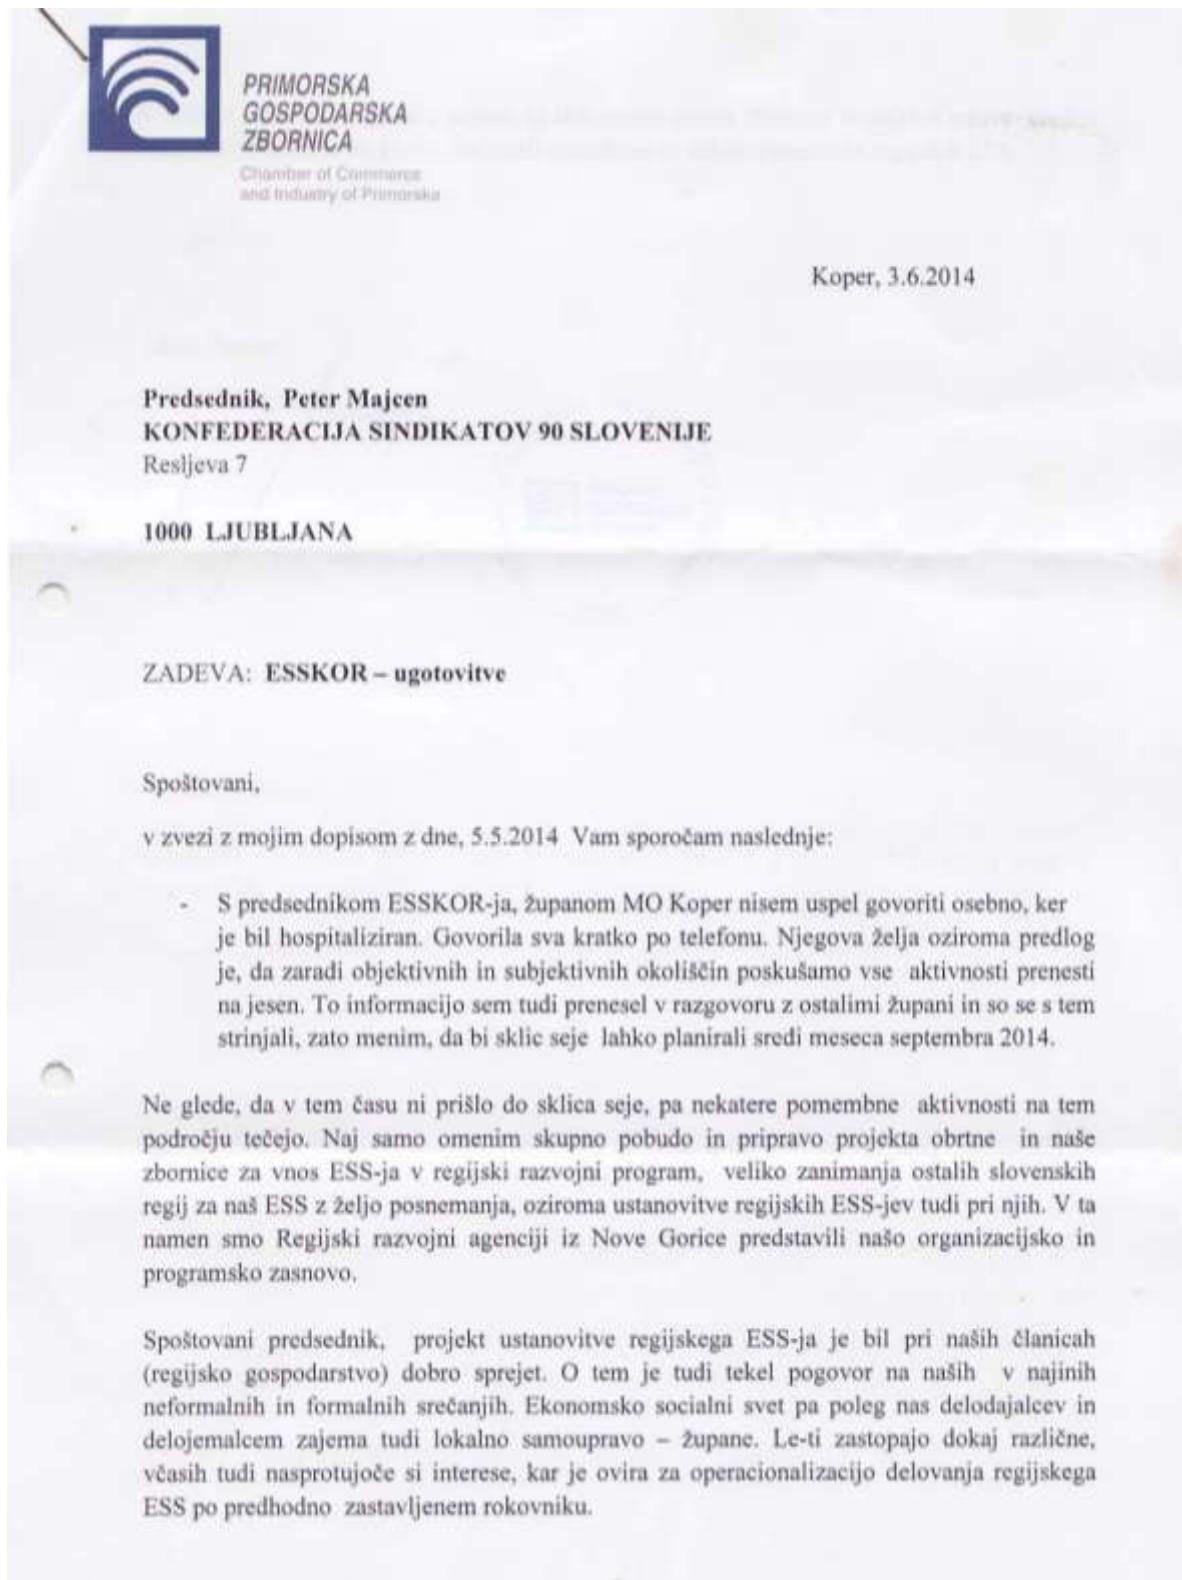 PRIMORSKA
GOSPODARSKA
ZBORNICA
Chamber of Commerce
and Industry of Primorska
Koper, 3.6.2014
Predsednik, Peter Majcen
KONFEDERACIJA SINDIKATOV 90 SLOVENIJE
Resljeva 7
1000 LJUBLJANA
ZADEVA: ESSKOR – ugotovitve
Spoštovani,
v zvezi z mojim dopisom z dne, 5.5.2014 Vam sporočam naslednje:
- S predsednikom ESSKOR-ja, županom MO Koper nisem uspel govoriti osebno, ker
je bil hospitaliziran. Govorila sva kratko po telefonu. Njegova želja oziroma predlog
je, da zaradi objektivnih in subjektivnih okoliščin poskušamo vse aktivnosti prenesti
na jesen. To informacijo sem tudi prenesel v razgovoru z ostalimi župani in so se s tem
strinjali, zato menim, da bi sklic seje lahko planirali sredi meseca septembra 2014.
Ne glede, da v tem času ni prišlo do sklica seje, pa nekatere pomembne aktivnosti na tem
področju tečejo. Naj samo omenim skupno pobudo in pripravo projekta obrtne in naše
zbornice za vnos ESS-ja v regijski razvojni program, veliko zanimanja ostalih slovenskih
regij za naš ESS z željo posnemanja, oziroma ustanovitve regijskih ESS-jev tudi pri njih. V ta
namen smo Regijski razvojni agenciji iz Nove Gorice predstavili našo organizacijsko in
programsko zasnovo.
Spoštovani predsednik, projekt ustanovitve regijskega ESS-ja je bil pri naših članicah
(regijsko gospodarstvo) dobro sprejet. O tem je tudi tekel pogovor na naših v najinih
neformalnih in formalnih srečanjih. Ekonomsko socialni svet pa poleg nas delodajalcev in
delojemalcem zajema tudi lokalno samoupravo – župane. Le-ti zastopajo dokaj različne,
včasih tudi nasprotujoče si interese, kar je ovira za operacionalizacijo delovanja regijskega
ESS po predhodno zastavljenem rokovniku.